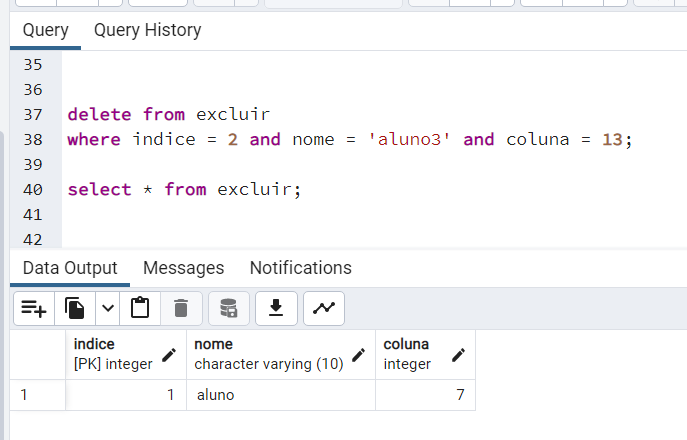 Query Query History
35
36
37 delete from excluir
38 where indice = 2 and nome = 'aluno3' and coluna = 13;
39
40 select * from excluir;
41
42
Data Output Messages Notifications
indice nome coluna
[PK] integer character varying (10) integer
1 1 aluno 7